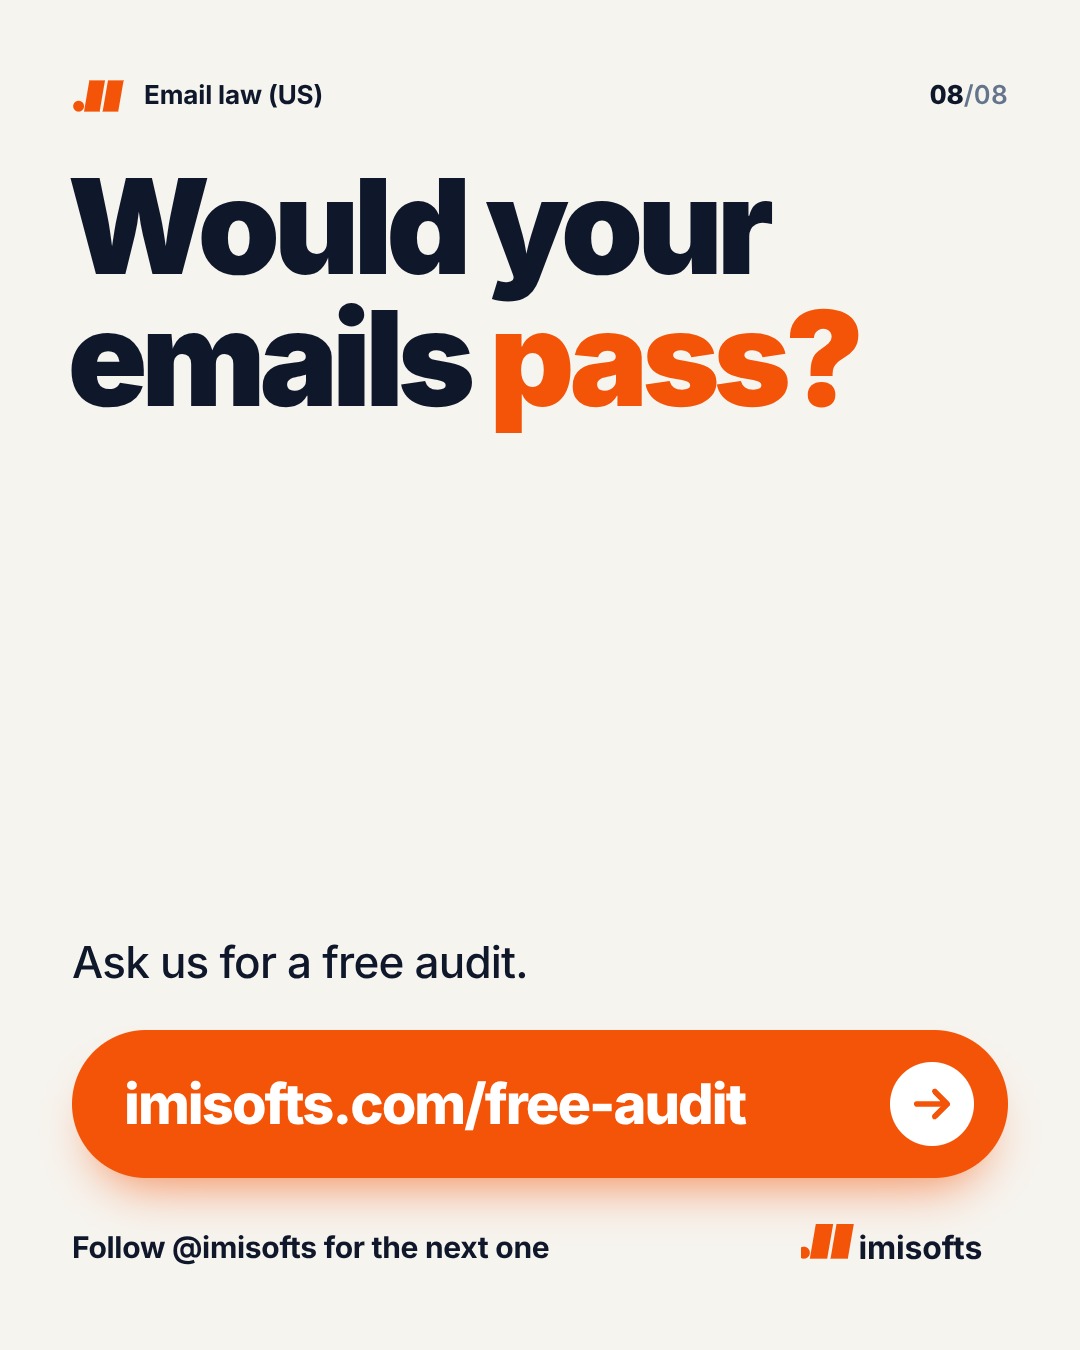 Email law (US)
08/08
Would your
emails pass?
Ask us for a free audit.
imisofts.com/free-audit
Follow @imisofts for the next one
imisofts